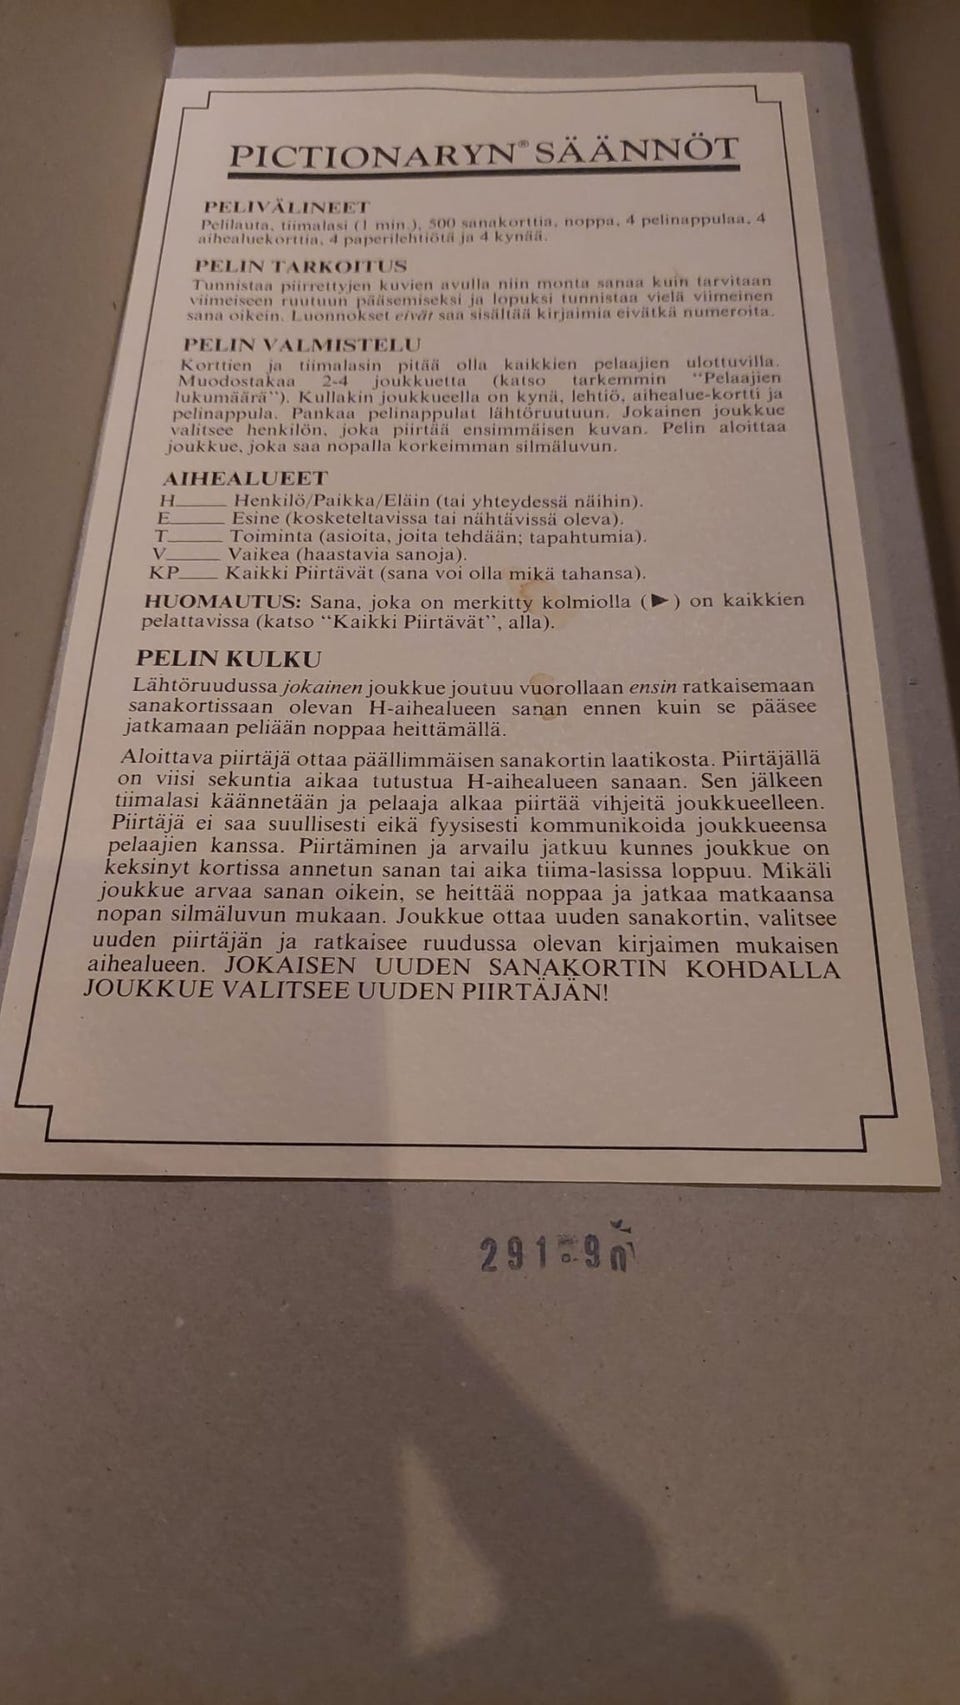 PICTIONARYN® SÄÄNNÖT
PELIVÄLINEET
Pelilauta, tiimalasi (1 min.), 500 sanakorttia, noppa, 4 pelinappulaa, 4
aihealuekorttia, 4 paperilehtiötä ja 4 kynää.
PELIN TARKOITUS
Tunnistaa piirrettyjen kuvien avulla niin monta sanaa kuin tarvitaan
viimeiseen ruutuun pääsemiseksi ja lopuksi tunnistaa vielä viimeinen
sana oikein. Luonnokset eivät saa sisältää kirjaimia eivätkä numeroita.
PELIN VALMISTELU
Korttien ja tiimalasin pitää olla kaikkien pelaajien ulottuvilla.
Muodostakaa 2-4 joukkuetta (katso tarkemmin "Pelaajien
lukumäärä"). Kullakin joukkueella on kynä, lehtiö, aihealue-kortti ja
pelinappula. Pankaa pelinappulat lähtöruutuun. Jokainen joukkue
valitsee henkilön, joka piirtää ensimmäisen kuvan. Pelin aloittaa
joukkue, joka saa nopalla korkeimman silmäluvun.
AIHEALUEET
H____ Henkilö/Paikka/Eläin (tai yhteydessä näihin).
E____ Esine (kosketeltavissa tai nähtävissä oleva).
T____ Toiminta (asioita, joita tehdään; tapahtumia).
V____ Vaikea (haastavia sanoja).
KP___ Kaikki Piirtävät (sana voi olla mikä tahansa).
HUOMAUTUS: Sana, joka on merkitty kolmiolla (►) on kaikkien
pelattavissa (katso "Kaikki Piirtävät", alla).
PELIN KULKU
Lähtöruudussa jokainen joukkue joutuu vuorollaan ensin ratkaisemaan
sanakortissaan olevan H-aihealueen sanan ennen kuin se pääsee
jatkamaan peliään noppaa heittämällä.
Aloittava piirtäjä ottaa päällimmäisen sanakortin laatikosta. Piirtäjällä
on viisi sekuntia aikaa tutustua H-aihealueen sanaan. Sen jälkeen
tiimalasi käännetään ja pelaaja alkaa piirtää vihjeitä joukkueelleen.
Piirtäjä ei saa suullisesti eikä fyysisesti kommunikoida joukkueensa
pelaajien kanssa. Piirtäminen ja arvailu jatkuu kunnes joukkue on
keksinyt kortissa annetun sanan tai aika tiima-lasissa loppuu. Mikäli
joukkue arvaa sanan oikein, se heittää noppaa ja jatkaa matkaansa
nopan silmäluvun mukaan. Joukkue ottaa uuden sanakortin, valitsee
uuden piirtäjän ja ratkaisee ruudussa olevan kirjaimen mukaisen
aihealueen. JOKAISEN UUDEN SANAKORTIN KOHDALLA
JOUKKUE VALITSEE UUDEN PIIRTÄJÄN!